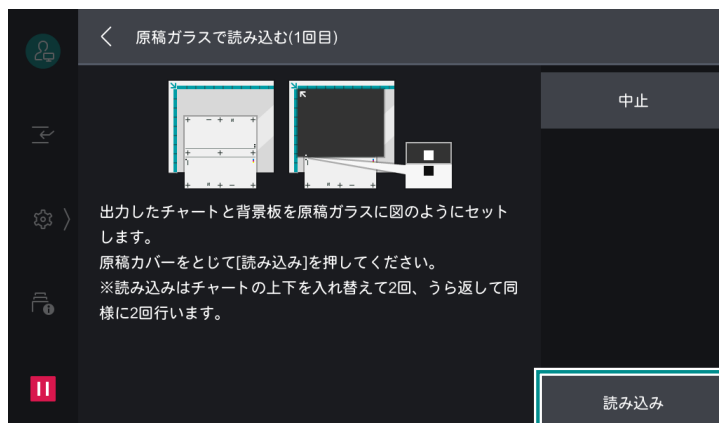 原稿ガラスで読み込む(1回目)
中止
出力したチャートと背景板を原稿ガラスに図のようにセット
します。
原稿カバーをとじて[読み込み]を押してください。
※読み込みはチャートの上下を入れ替えて2回、うら返して同
様に2回行います。
読み込み